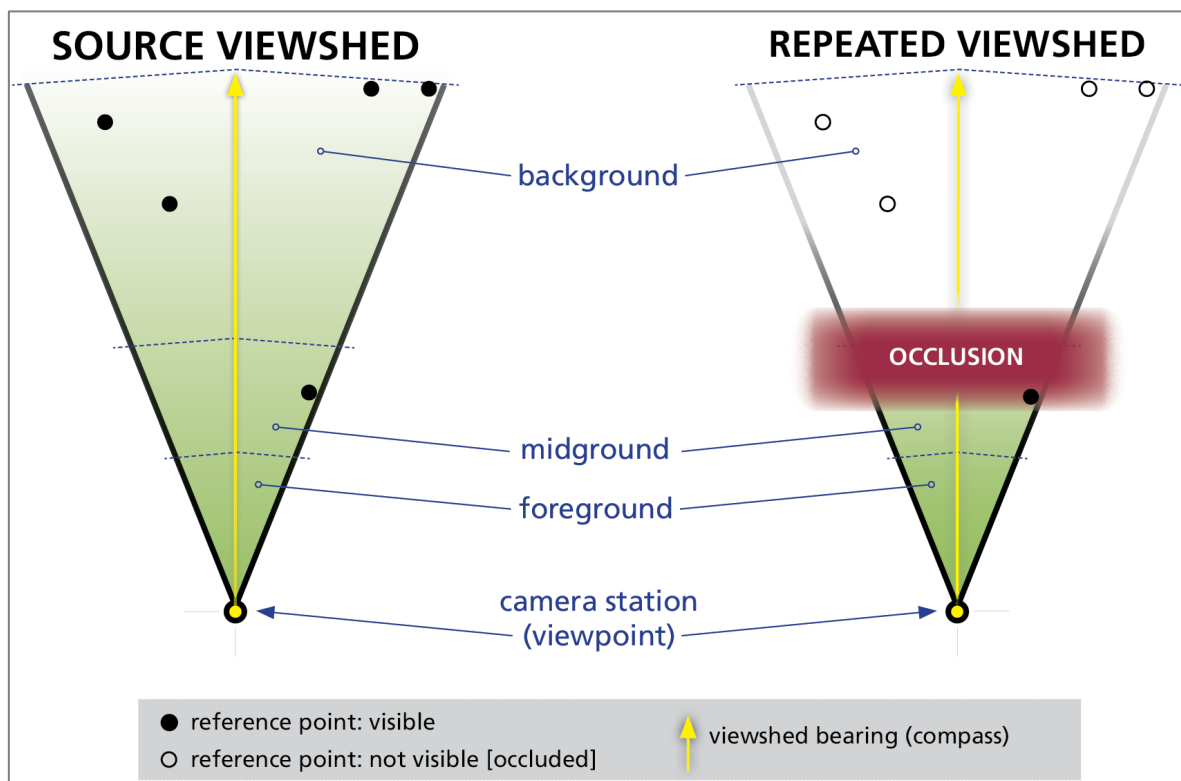 SOURCE VIEWSHED
REPEATED VIEWSHED
background
OCCLUSION
midground
foreground
camera station
(viewpoint)
reference point: visible
reference point: not visible [occluded]
viewshed bearing (compass)